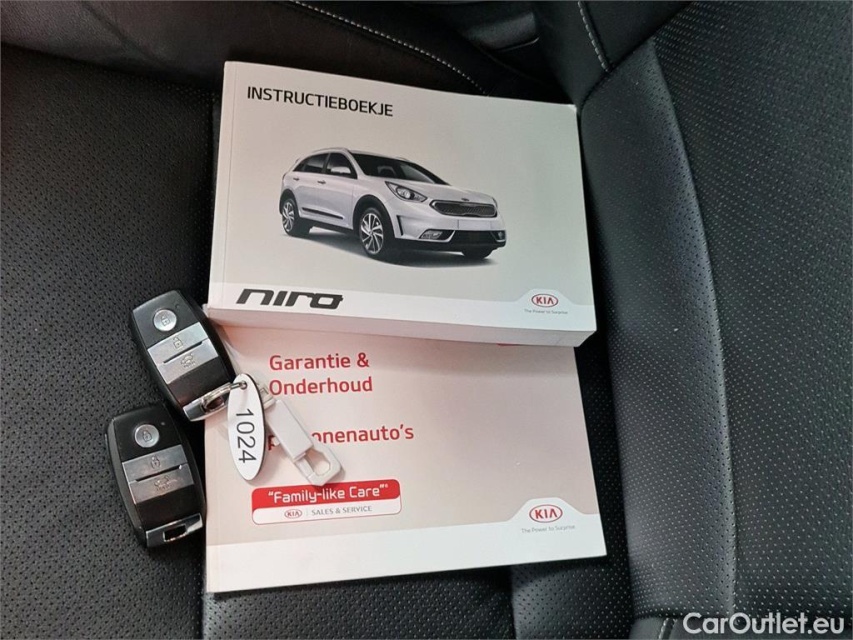 INSTRUCTIEBOEKJE
niro
KIA
The Power to Surprise
Garantie &
Onderhoud
onenauto's
1024
"Family-like Care"
KIA SALES & SERVICE
KIA
The Power to Surprise
CarOutlet.eu